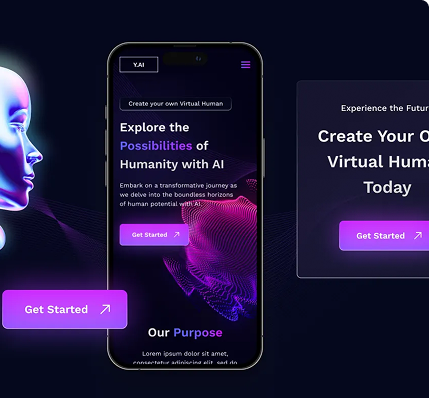 Y.AI
Create your own Virtual Human
Explore the
Possibilities of
Humanity with AI
Embark on a transformative journey as
we delve into the boundless horizons
of human potential with AI.
Get Started
Our Purpose
Lorem ipsum dolor sit amet,
consectetur adipiscing elit, sed do
Get Started
Experience the Futur
Create Your O
Virtual Huma
Today
Get Started